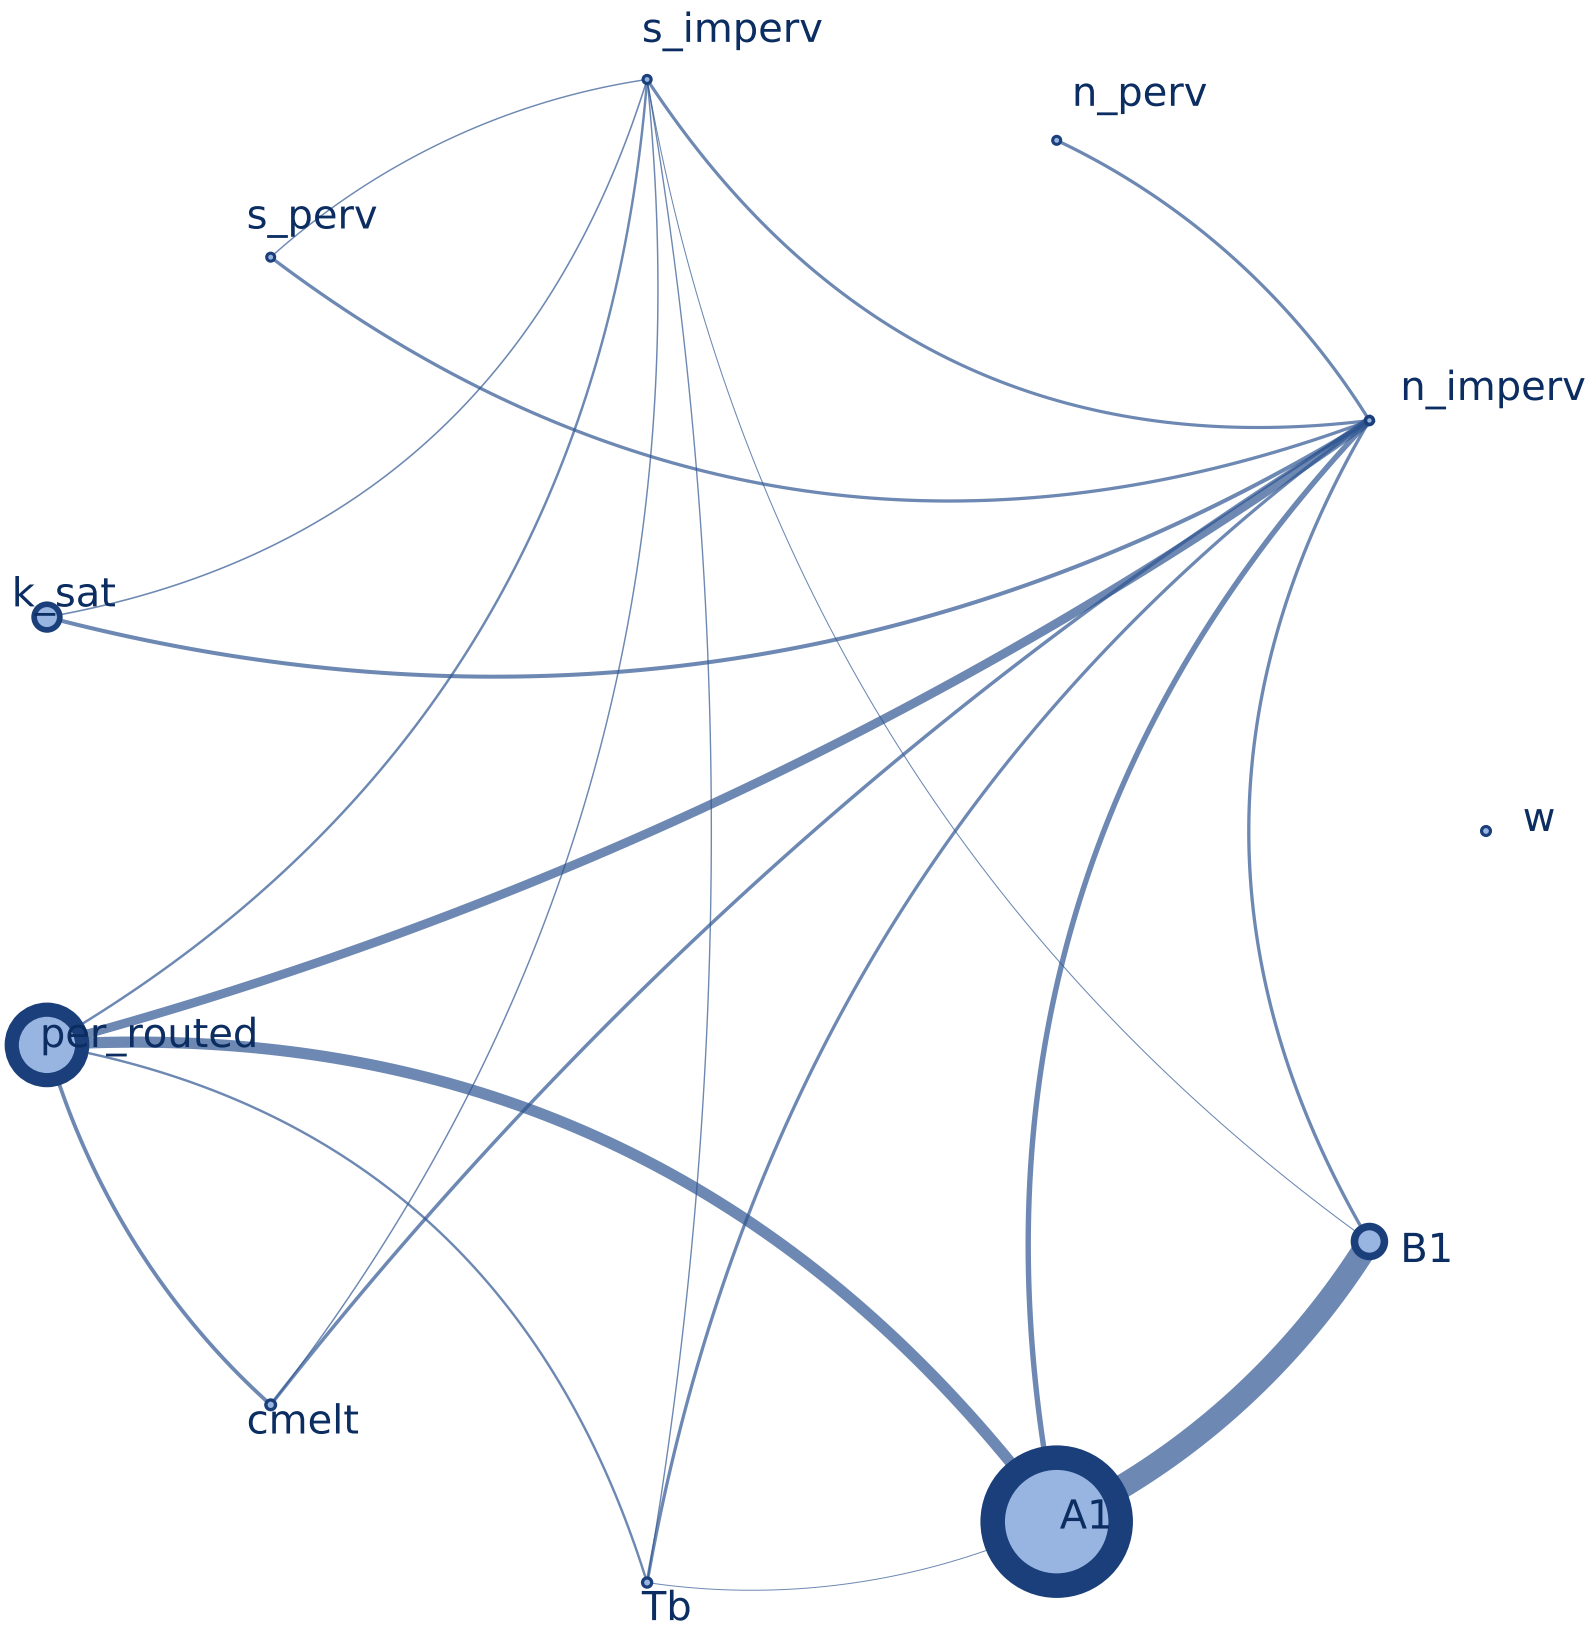 s_imperv
n_perv
s_perv
n_imperv
k_sat
w
per_routed
B1
cmelt
A1
Tb